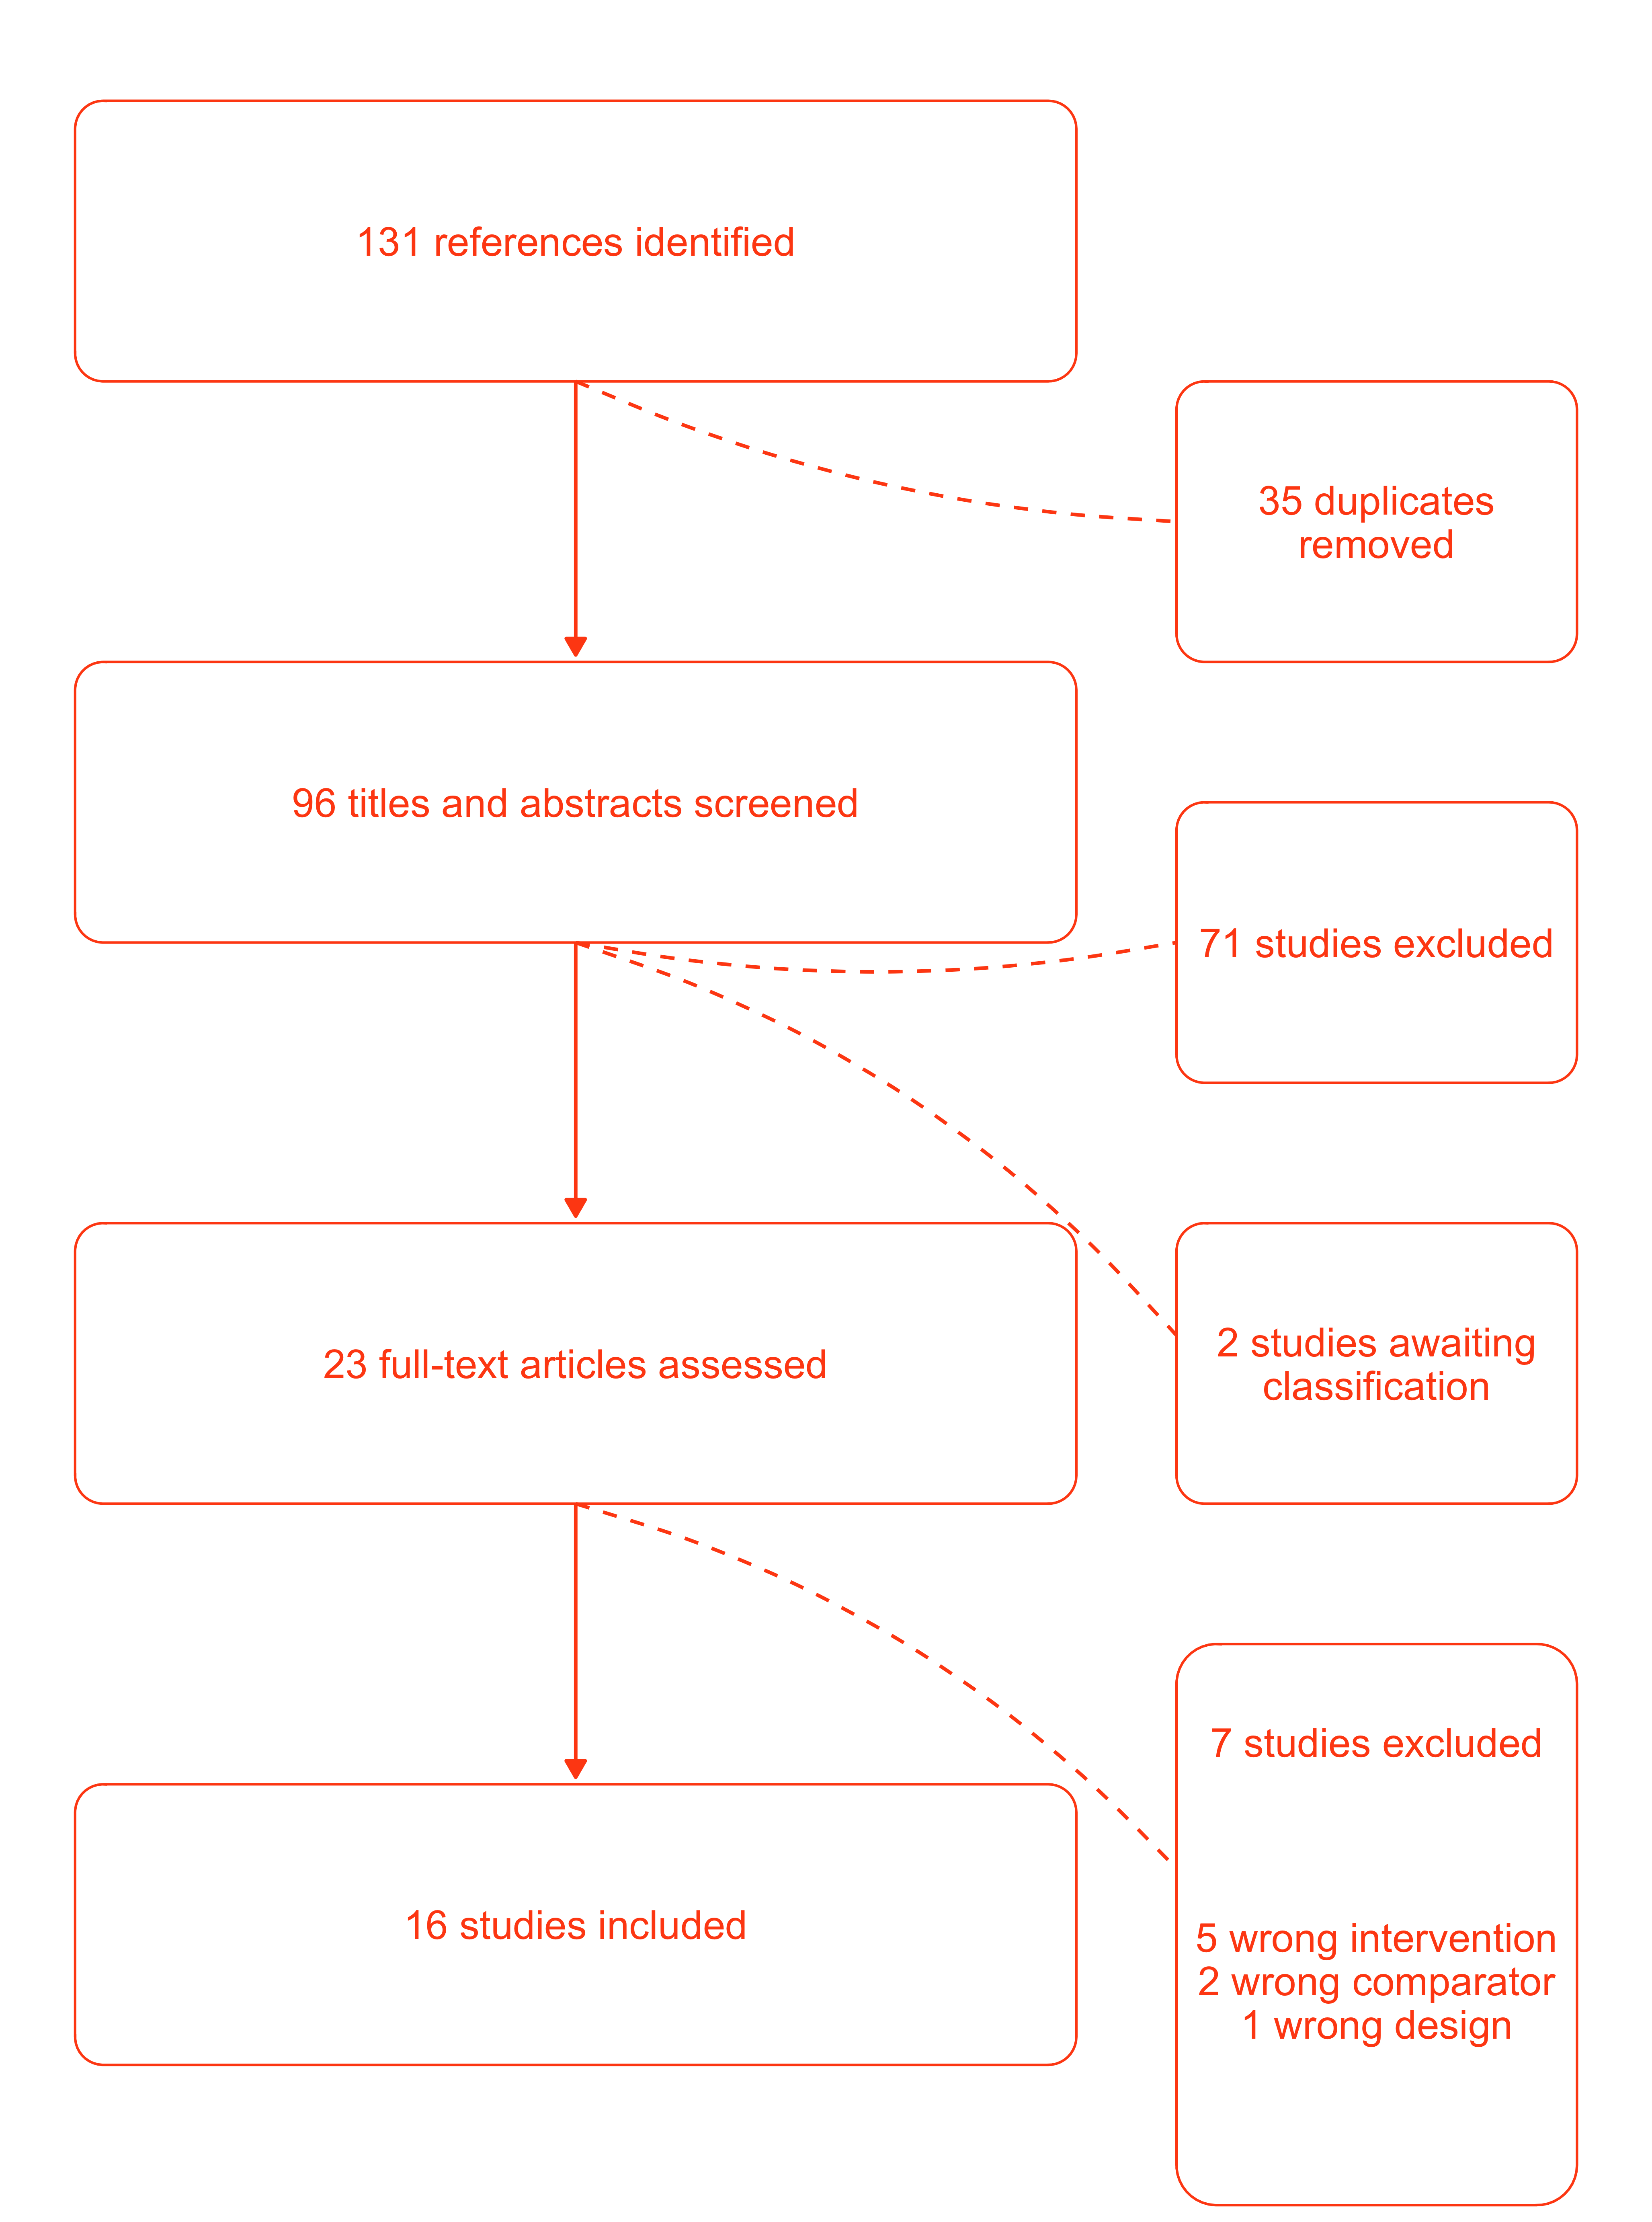 131 references identified
35 duplicates
removed
96 titles and abstracts screened
71 studies excluded
23 full-text articles assessed
2 studies awaiting
classification
7 studies excluded
5 wrong intervention
2 wrong comparator
1 wrong design
16 studies included